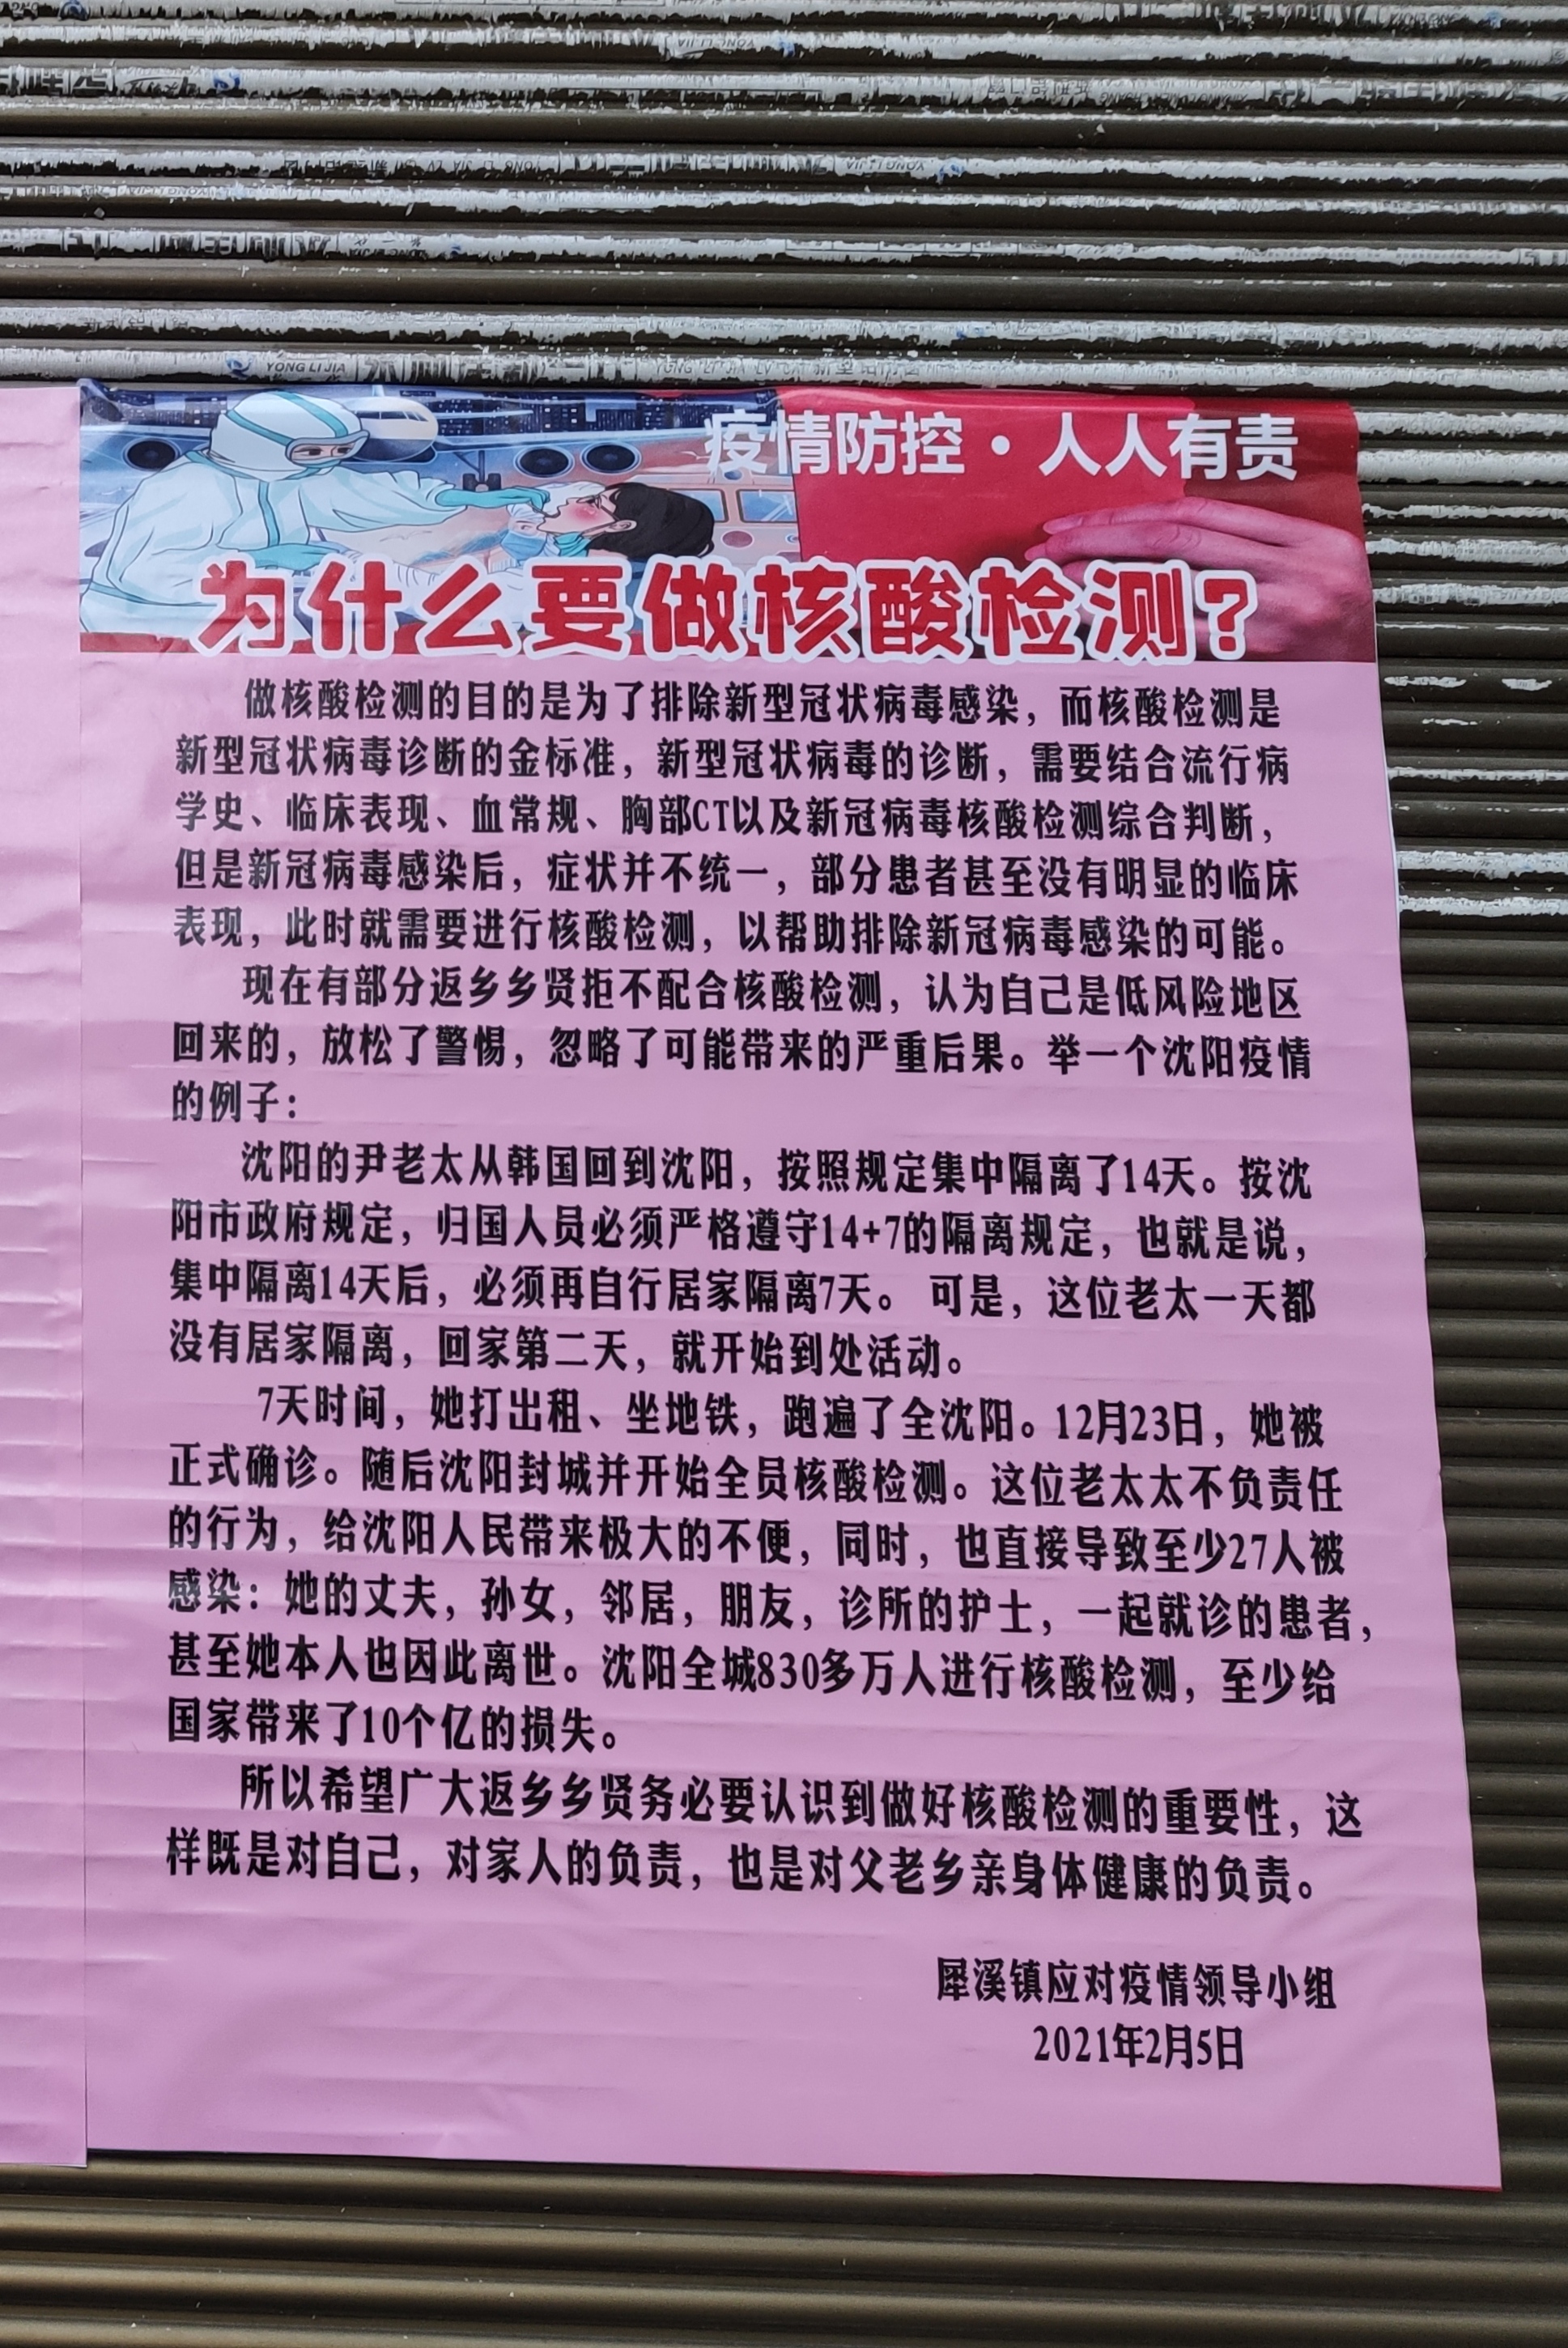 YONG LI JIA
疫情防控·人人有责
为什么要做核酸检测?
做核酸检测的目的是为了排除新型冠状病毒感染，而核酸检测是
新型冠状病毒诊断的金标准，新型冠状病毒的诊断，需要结合流行病
学史、临床表现、血常规、胸部CT以及新冠病毒核酸检测综合判断，
但是新冠病毒感染后，症状并不统一，部分患者甚至没有明显的临床
表现，此时就需要进行核酸检测，以帮助排除新冠病毒感染的可能。
现在有部分返乡乡贤拒不配合核酸检测，认为自己是低风险地区
回来的，放松了警惕，忽略了可能带来的严重后果。举一个沈阳疫情
的例子：
沈阳的尹老太从韩国回到沈阳，按照规定集中隔离了14天。按沈
阳市政府规定，归国人员必须严格遵守14+7的隔离规定，也就是说，
集中隔离14天后，必须再自行居家隔离7天。 可是，这位老太一天都
没有居家隔离，回家第二天，就开始到处活动。
7天时间，她打出租、坐地铁，跑遍了全沈阳。12月23日，她被
正式确诊。随后沈阳封城并开始全员核酸检测。这位老太太不负责任
的行为，给沈阳人民带来极大的不便，同时，也直接导致至少27人被
感染：她的丈夫，孙女，邻居，朋友，诊所的护士，一起就诊的患者，
甚至她本人也因此离世。沈阳全城830多万人进行核酸检测，至少给
国家带来了10个亿的损失。
所以希望广大返乡乡贤务必要认识到做好核酸检测的重要性，这
样既是对自己，对家人的负责，也是对父老乡亲身体健康的负责。
犀溪镇应对疫情领导小组
2021年2月5日